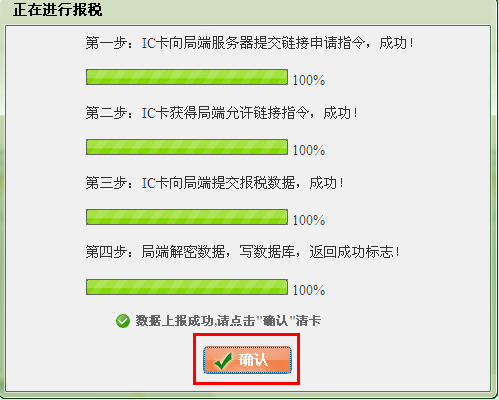 正在进行报税
第一步：IC卡向局端服务器提交链接申请指令，成功！
100%
第二步：IC卡获得局端允许链接指令，成功！
100%
第三步：IC卡向局端提交报税数据，成功！
100%
第四步：局端解密数据，写数据库，返回成功标志！
100%
数据上报成功,请点击"确认"清卡
确认